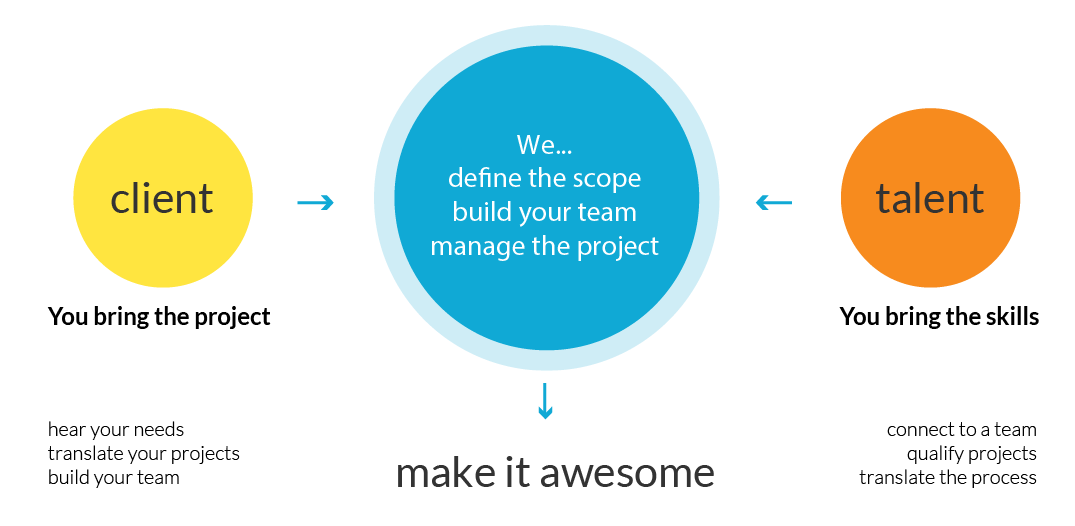 We...
define the scope
build your team
manage the project
client
talent
You bring the project
You bring the skills
hear your needs
translate your projects
build your team
make it awesome
connect to a team
qualify projects
translate the process